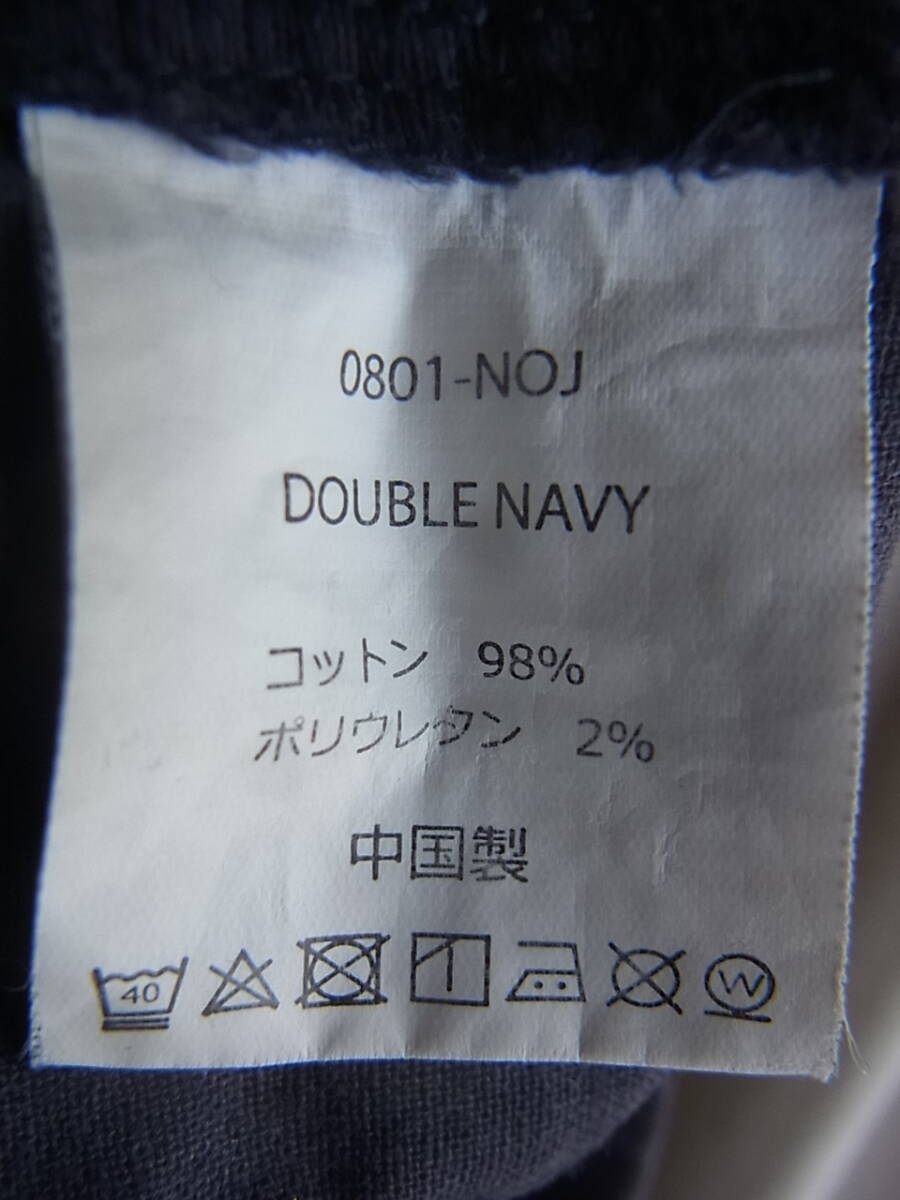 0801-NOJ
DOUBLE NAVY
コットン 98%
ポリウレタン 2%
中国製
40 W